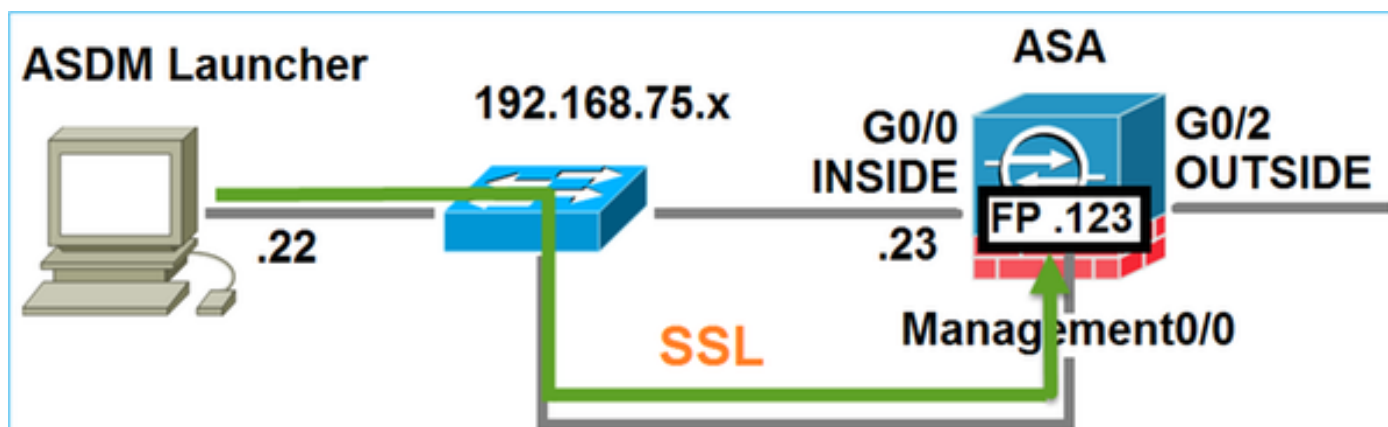 ASDM Launcher
192.168.75.x
ASA
G0/0
INSIDE
G0/2
OUTSIDE
FP .123
.22
.23
Management0/0
SSL